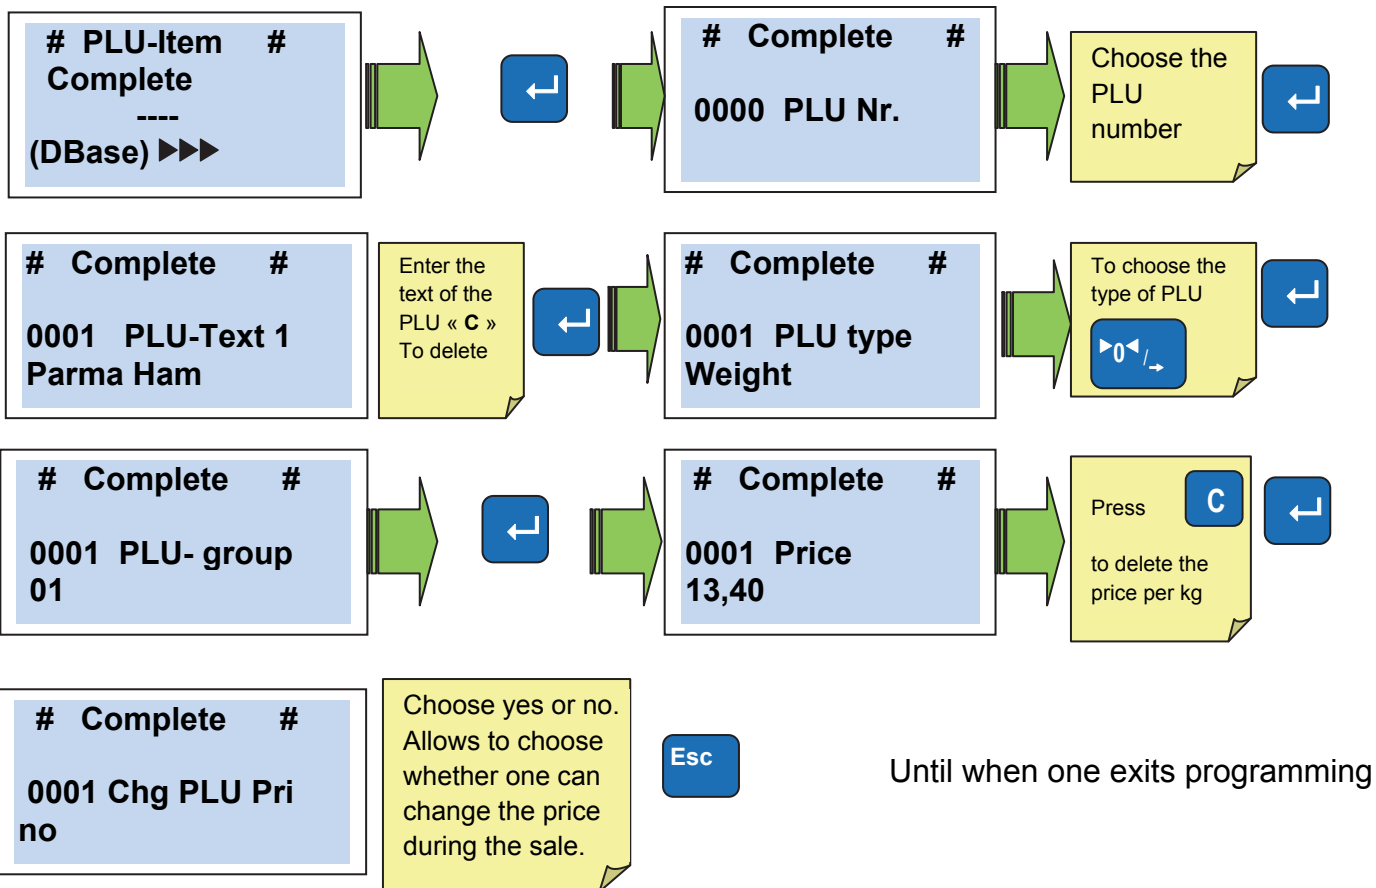 # PLU-Item #
Complete
----
(DBase) ▶▶▶
# Complete #
0000 PLU Nr.
Choose the
PLU
number
# Complete #
0001 PLU-Text 1
Parma Ham
Enter the
text of the
PLU « C »
To delete
# Complete #
0001 PLU type
Weight
To choose the
type of PLU
▶0◀/→
# Complete #
0001 PLU- group
01
# Complete #
0001 Price
13,40
Press C
to delete the
price per kg
# Complete #
0001 Chg PLU Pri
no
Choose yes or no.
Allows to choose
whether one can
change the price
during the sale.
Esc
Until when one exits programming